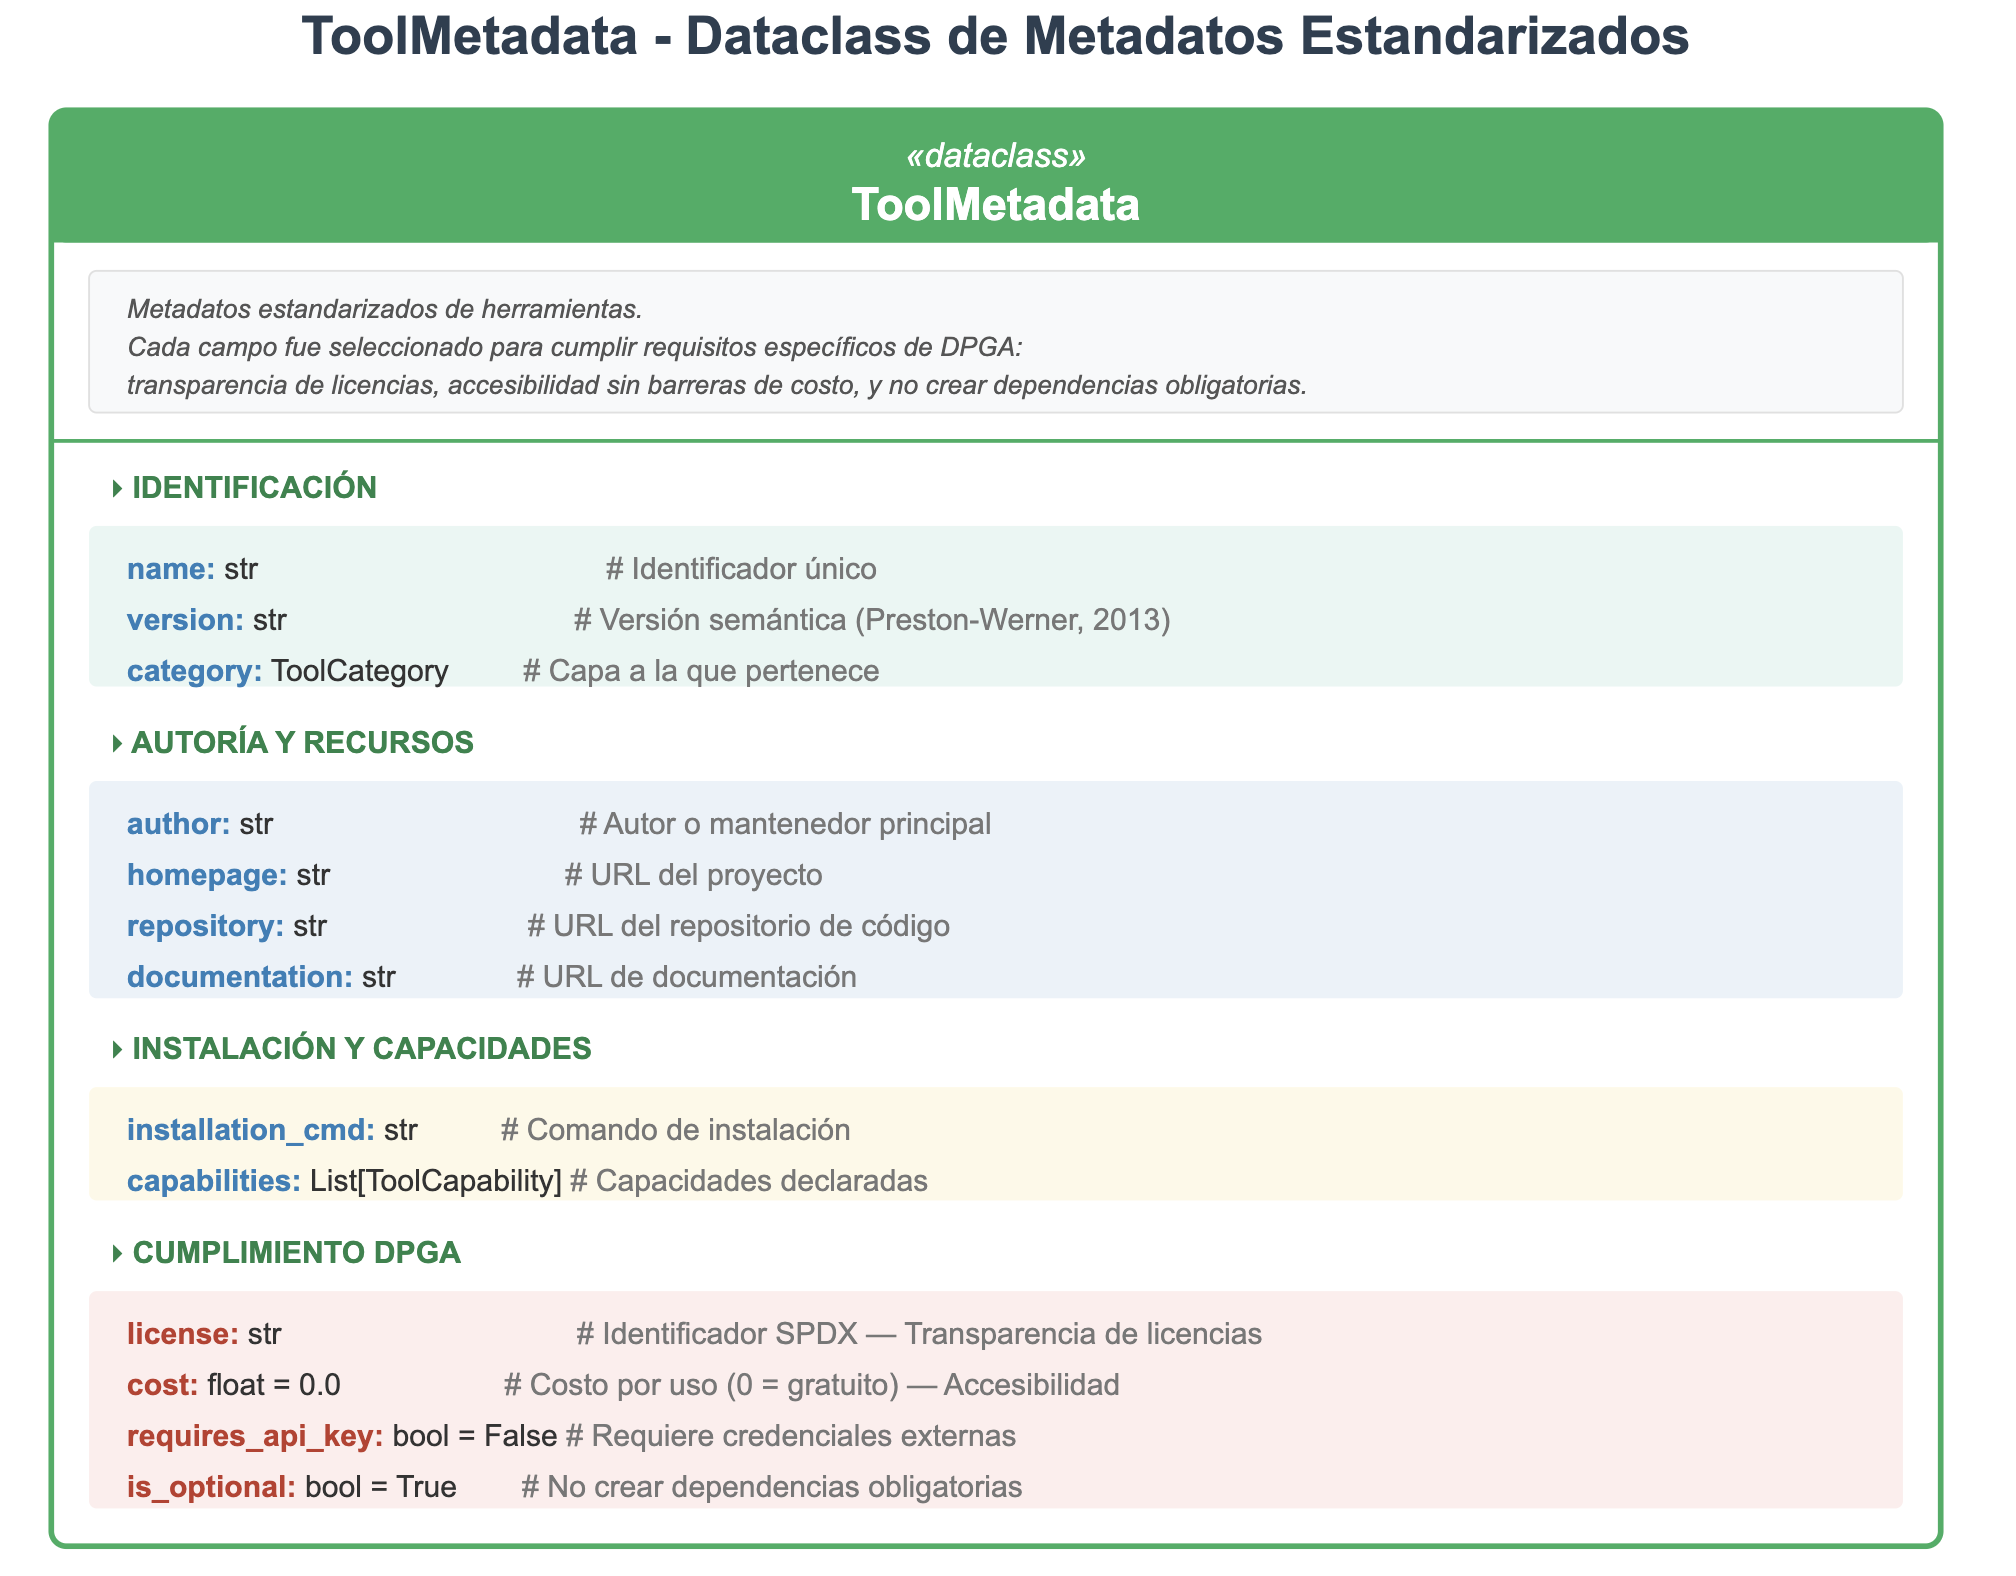 ToolMetadata - Dataclass de Metadatos Estandarizados
«dataclass»
ToolMetadata
Metadatos estandarizados de herramientas.
Cada campo fue seleccionado para cumplir requisitos específicos de DPGA:
transparencia de licencias, accesibilidad sin barreras de costo, y no crear dependencias obligatorias.
IDENTIFICACIÓN
name: str # Identificador único
version: str # Versión semántica (Preston-Werner, 2013)
category: ToolCategory # Capa a la que pertenece
AUTORÍA Y RECURSOS
author: str # Autor o mantenedor principal
homepage: str # URL del proyecto
repository: str # URL del repositorio de código
documentation: str # URL de documentación
INSTALACIÓN Y CAPACIDADES
installation_cmd: str # Comando de instalación
capabilities: List[ToolCapability] # Capacidades declaradas
CUMPLIMIENTO DPGA
license: str # Identificador SPDX — Transparencia de licencias
cost: float = 0.0 # Costo por uso (0 = gratuito) — Accesibilidad
requires_api_key: bool = False # Requiere credenciales externas
is_optional: bool = True # No crear dependencias obligatorias